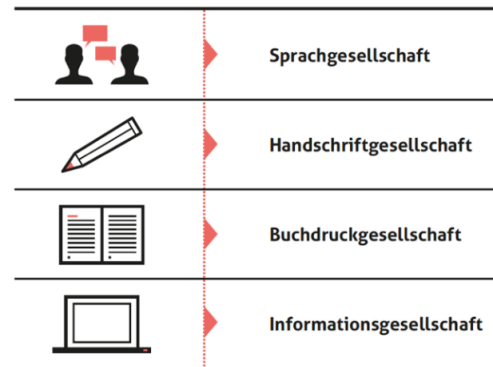 Sprachgesellschaft
Handschriftgesellschaft
Buchdruckgesellschaft
Informationsgesellschaft